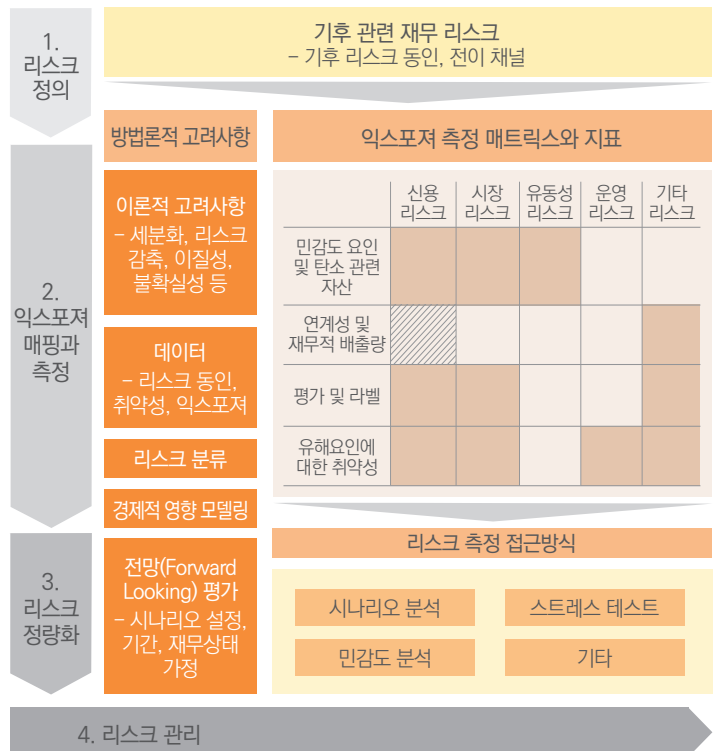 1.
리스크
정의
기후 관련 재무 리스크
– 기후 리스크 동인, 전이 채널
2.
익스포져
매핑과
측정
방법론적 고려사항
이론적 고려사항
– 세분화, 리스크
감축, 이질성,
불확실성 등
데이터
– 리스크 동인,
취약성, 익스포져
리스크 분류
경제적 영향 모델링
익스포져 측정 매트릭스와 지표
신용
리스크
시장
리스크
유동성
리스크
운영
리스크
기타
리스크
민감도 요인
및 탄소 관련
자산
연계성 및
재무적 배출량
평가 및 라벨
유해요인에
대한 취약성
3.
리스크
정량화
전망(Forward
Looking) 평가
– 시나리오 설정,
기간, 재무상태
가정
리스크 측정 접근방식
시나리오 분석
스트레스 테스트
민감도 분석
기타
4. 리스크 관리